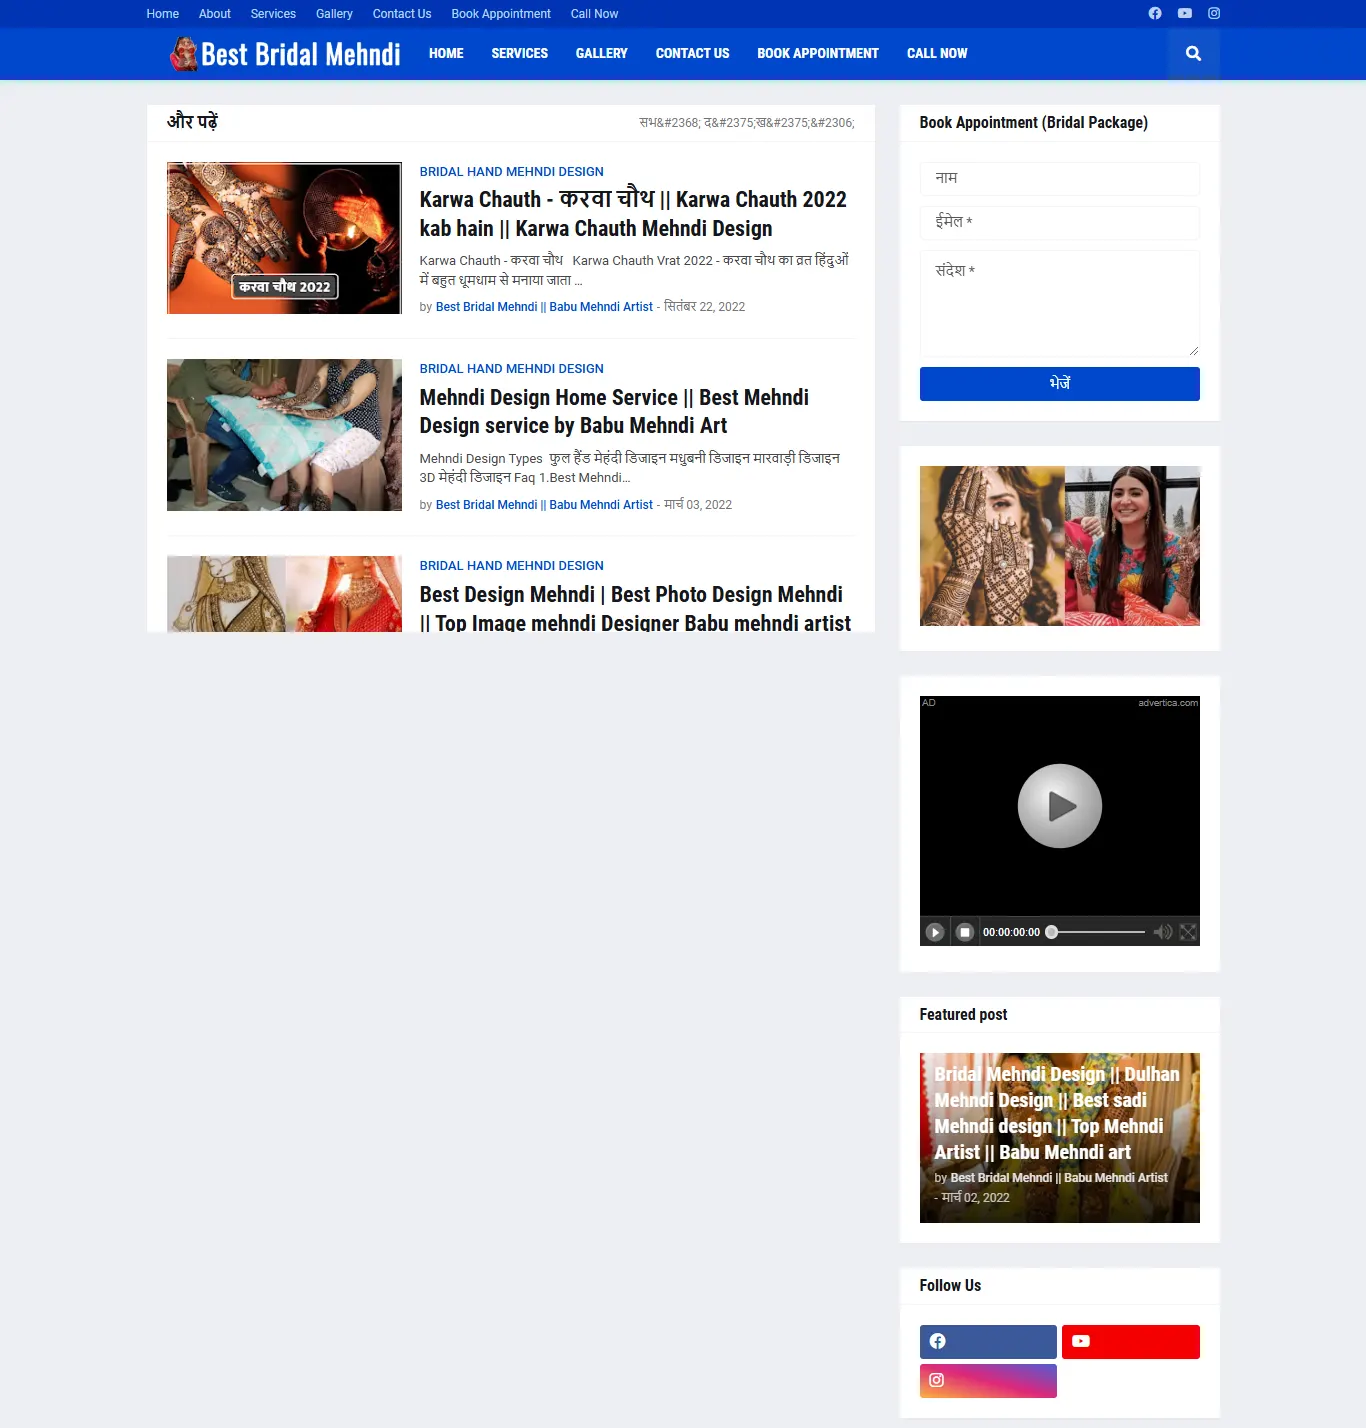 Home About Services Gallery Contact Us Book Appointment Call Now
Best Bridal Mehndi HOME SERVICES GALLERY CONTACT US BOOK APPOINTMENT CALL NOW
और पढ़ें सभ&#2368; द&#2375;ख&#2375;&#2306;
BRIDAL HAND MEHNDI DESIGN
Karwa Chauth - करवा चौथ || Karwa Chauth 2022
kab hain || Karwa Chauth Mehndi Design
Karwa Chauth - करवा चौथ   Karwa Chauth Vrat 2022 - करवा चौथ का व्रत हिंदुओं
में बहुत धूमधाम से मनाया जाता …
by Best Bridal Mehndi || Babu Mehndi Artist - सितंबर 22, 2022
करवा चौथ 2022
BRIDAL HAND MEHNDI DESIGN
Mehndi Design Home Service || Best Mehndi
Design service by Babu Mehndi Art
Mehndi Design Types  फुल हैंड मेहंदी डिजाइन मधुबनी डिजाइन मारवाड़ी डिजाइन
3D मेहंदी डिजाइन Faq 1.Best Mehndi…
by Best Bridal Mehndi || Babu Mehndi Artist - मार्च 03, 2022
BRIDAL HAND MEHNDI DESIGN
Best Design Mehndi | Best Photo Design Mehndi
|| Top Image mehndi Designer Babu mehndi artist
Book Appointment (Bridal Package)
नाम
ईमेल *
संदेश *
भेजें
AD advertica.com
00:00:00:00
Featured post
Bridal Mehndi Design || Dulhan
Mehndi Design || Best sadi
Mehndi design || Top Mehndi
Artist || Babu Mehndi art
by Best Bridal Mehndi || Babu Mehndi Artist
- मार्च 02, 2022
Follow Us